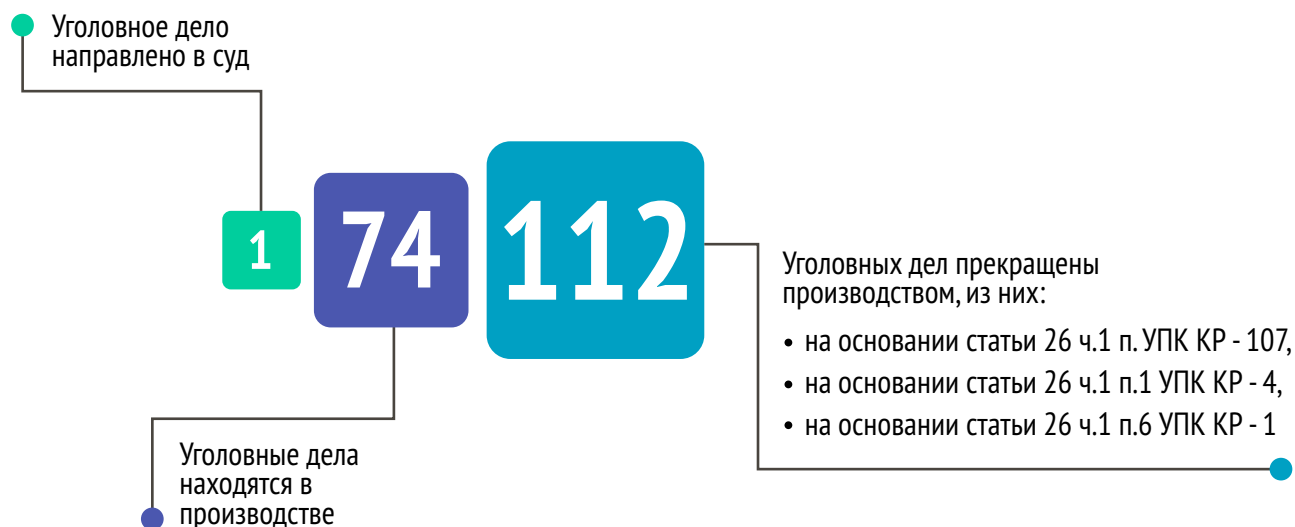 Уголовное дело
направлено в суд
1
74
112
Уголовных дел прекращены
производством, из них:
• на основании статьи 26 ч.1 п. УПК КР - 107,
• на основании статьи 26 ч.1 п.1 УПК КР - 4,
• на основании статьи 26 ч.1 п.6 УПК КР - 1
Уголовные дела
находятся в
производстве